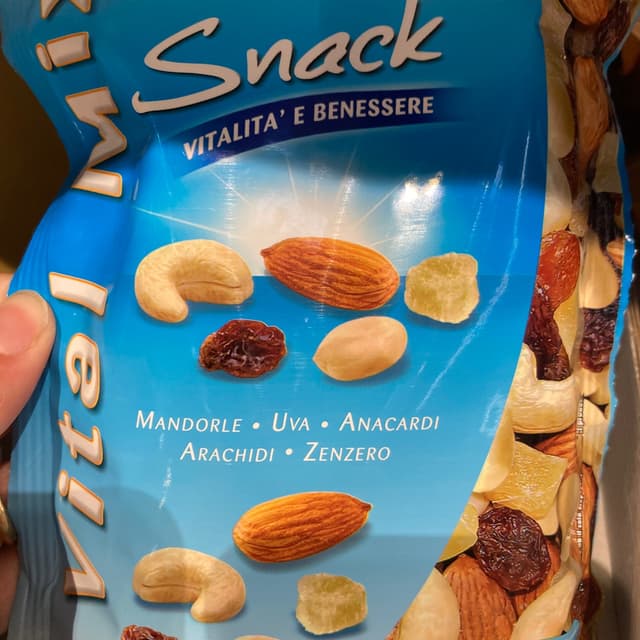 Snack
VITALITA' E BENESSERE
Vital Mix
MANDORLE • UVA • ANACARDI
ARACHIDI • ZENZERO